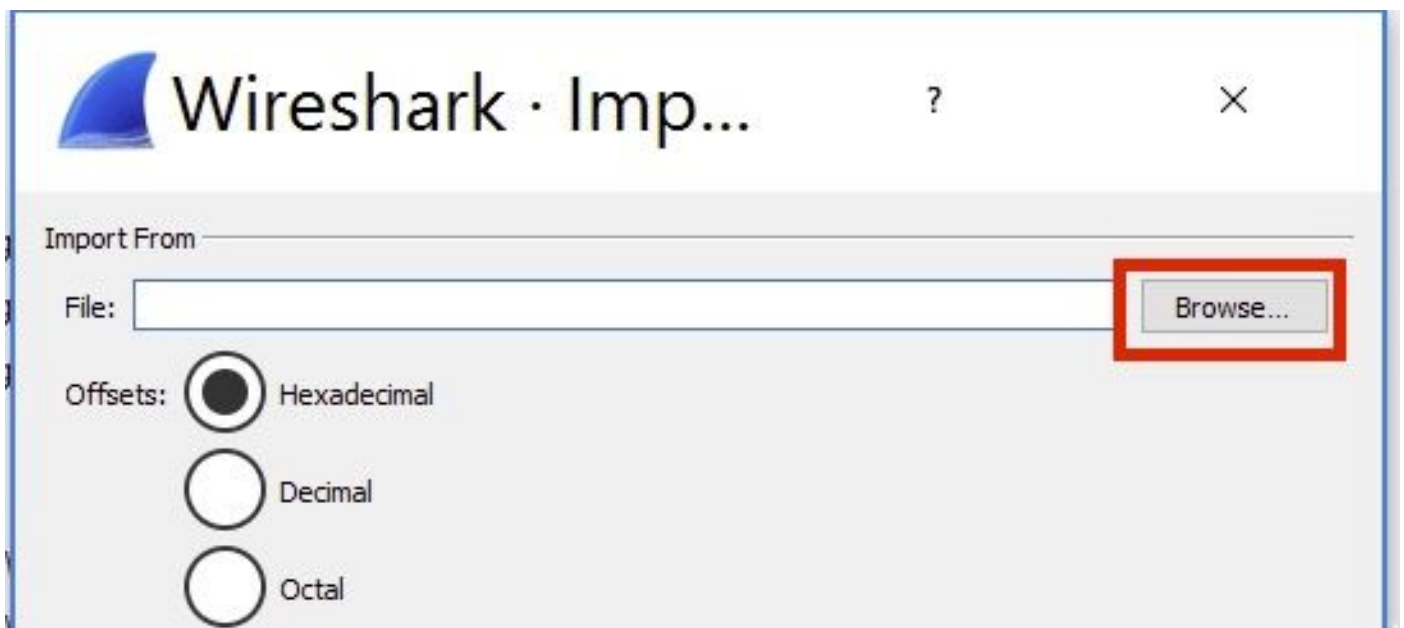 Wireshark · Imp... ?
Import From
File: Browse...
Offsets: Hexadecimal
Decimal
Octal